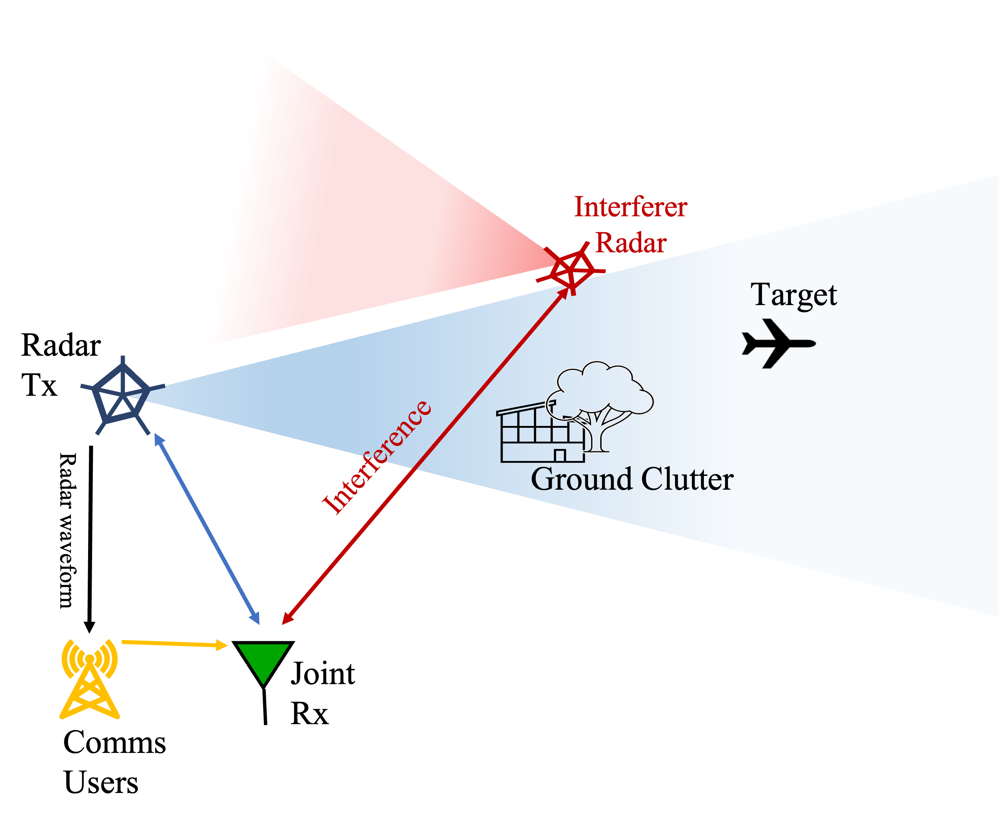 Interferer
Radar
Target
Radar
Tx
Interference
Ground Clutter
Radar waveform
Joint
Rx
Comms
Users